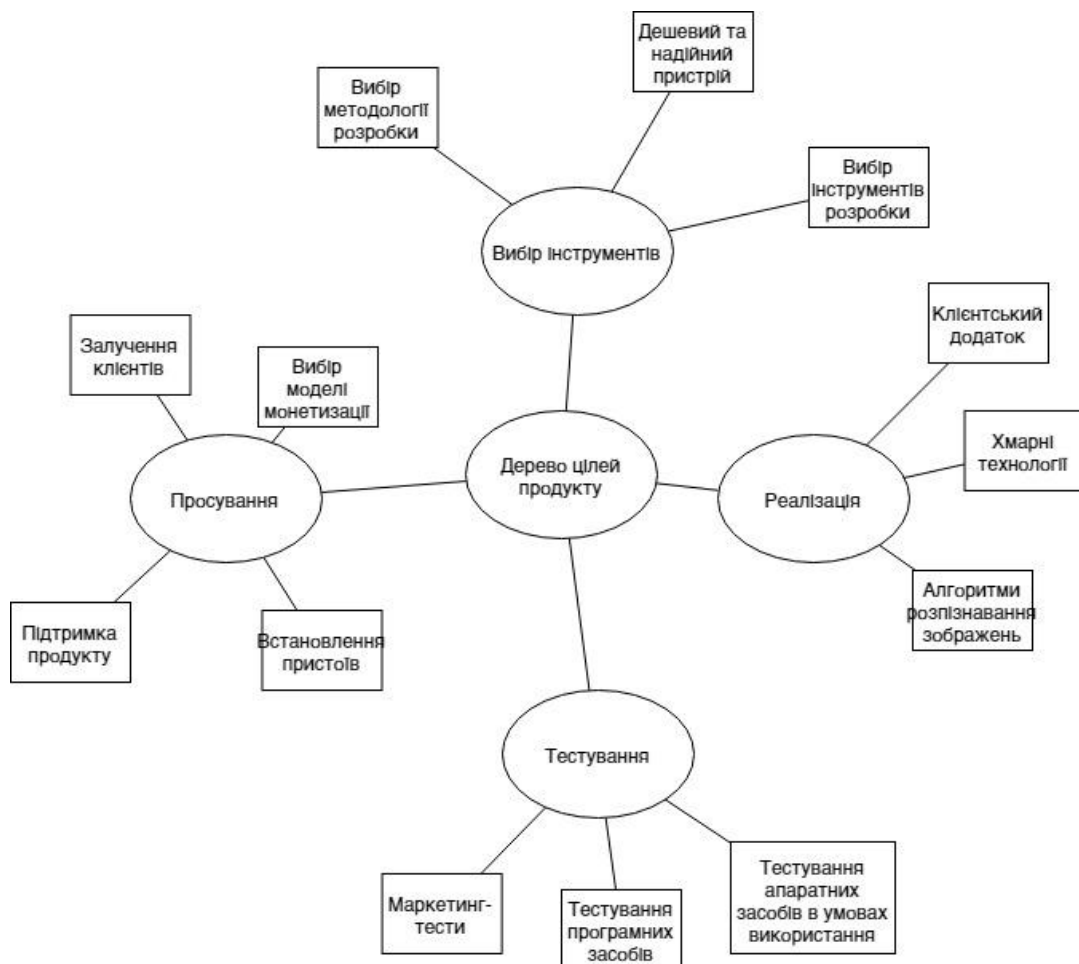 Дешевий та
надійний
пристрій
Вибір
методології
розробки
Вибір
інструментів
розробки
Вибір інструментів
Клієнтський
додаток
Залучення
клієнтів
Вибір
моделі
монетизації
Хмарні
технології
Дерево цілей
продукту
Просування
Реалізація
Алгоритми
розпізнавання
зображень
Підтримка
продукту
Встановлення
пристоїв
Тестування
Маркетинг-
тести
Тестування
програмних
засобів
Тестування
апаратних
засобів в умовах
використання